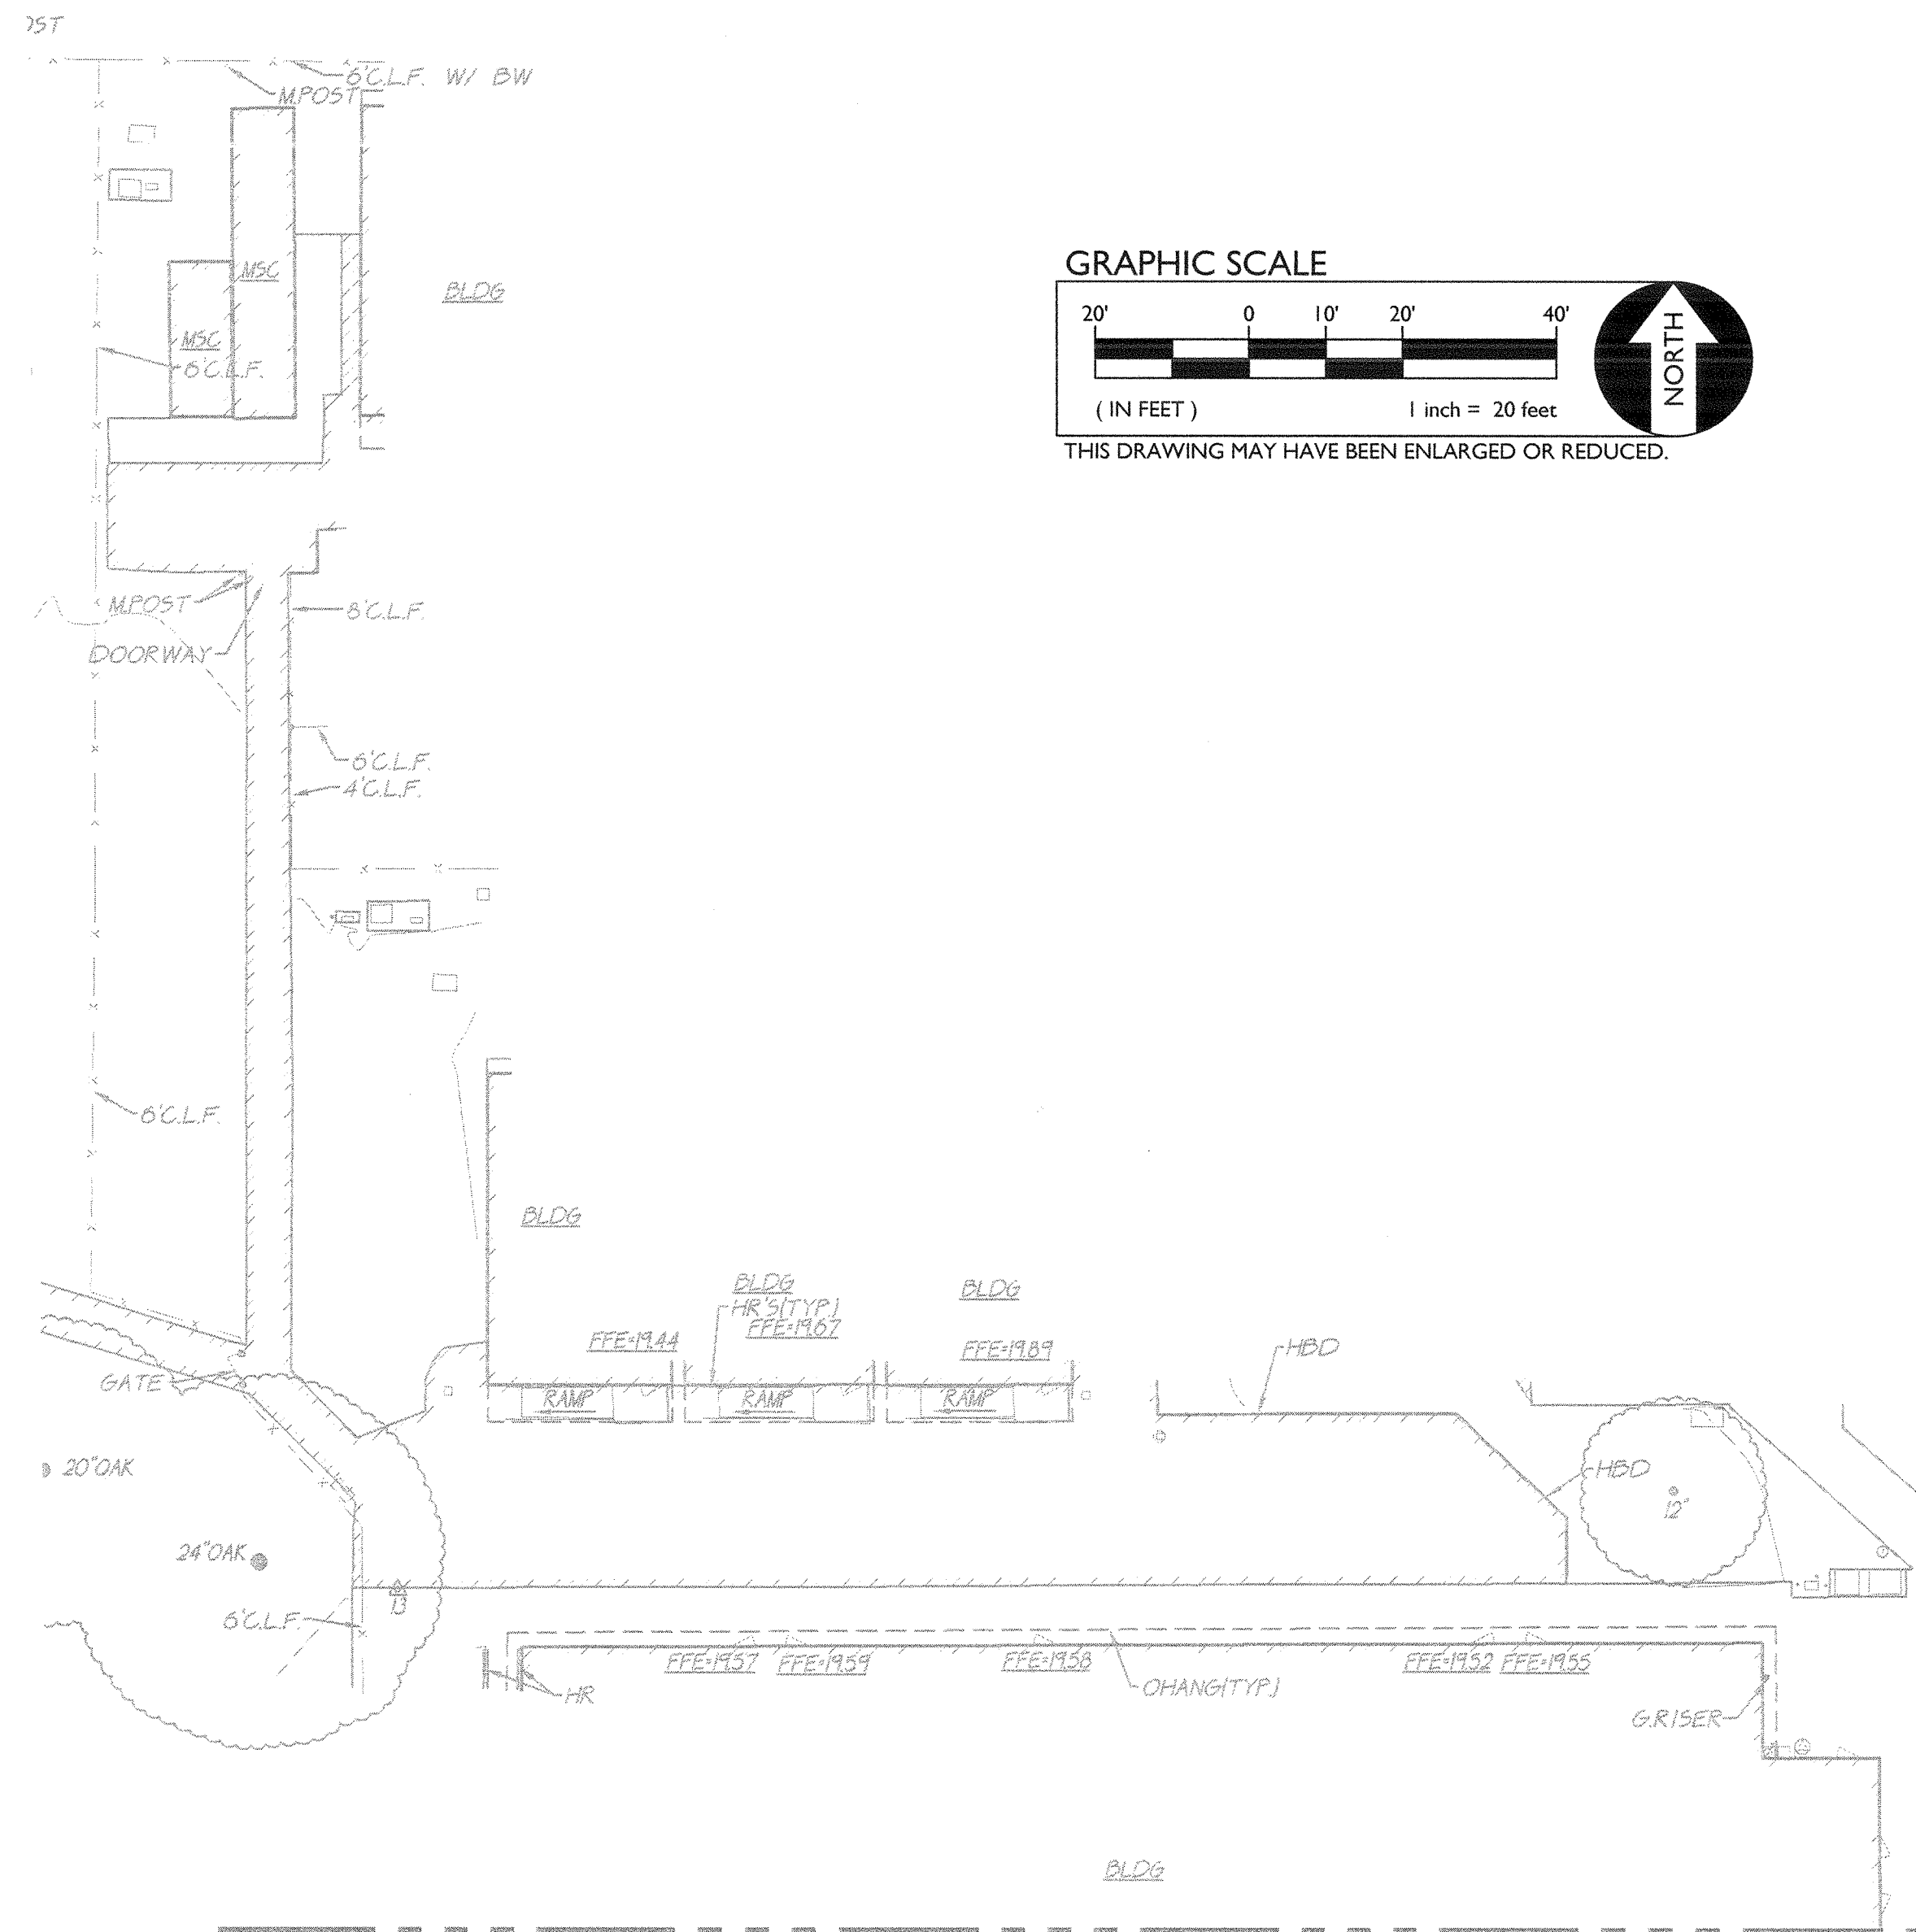 6'C.L.F. W/ BW
M.POST
MSC
BLDG
MSC
6'C.L.F.
GRAPHIC SCALE
20' 0 10' 20' 40'
( IN FEET ) 1 inch = 20 feet
NORTH
THIS DRAWING MAY HAVE BEEN ENLARGED OR REDUCED.
M.POST
8'C.L.F.
DOORWAY
6'C.L.F.
4'C.L.F.
BLDG
BLDG
HR'S(TYP.)
FFE=19.67
FFE=19.44
BLDG
FFE=19.89
HBD
GATE
RAMP
RAMP
RAMP
20"OAK
HBD
12"
24"OAK
13
6'C.L.F.
FFE=19.57
FFE=19.59
FFE=19.58
FFE=19.52
FFE=19.55
HR
OHANG(TYP.)
G.RISER
BLDG